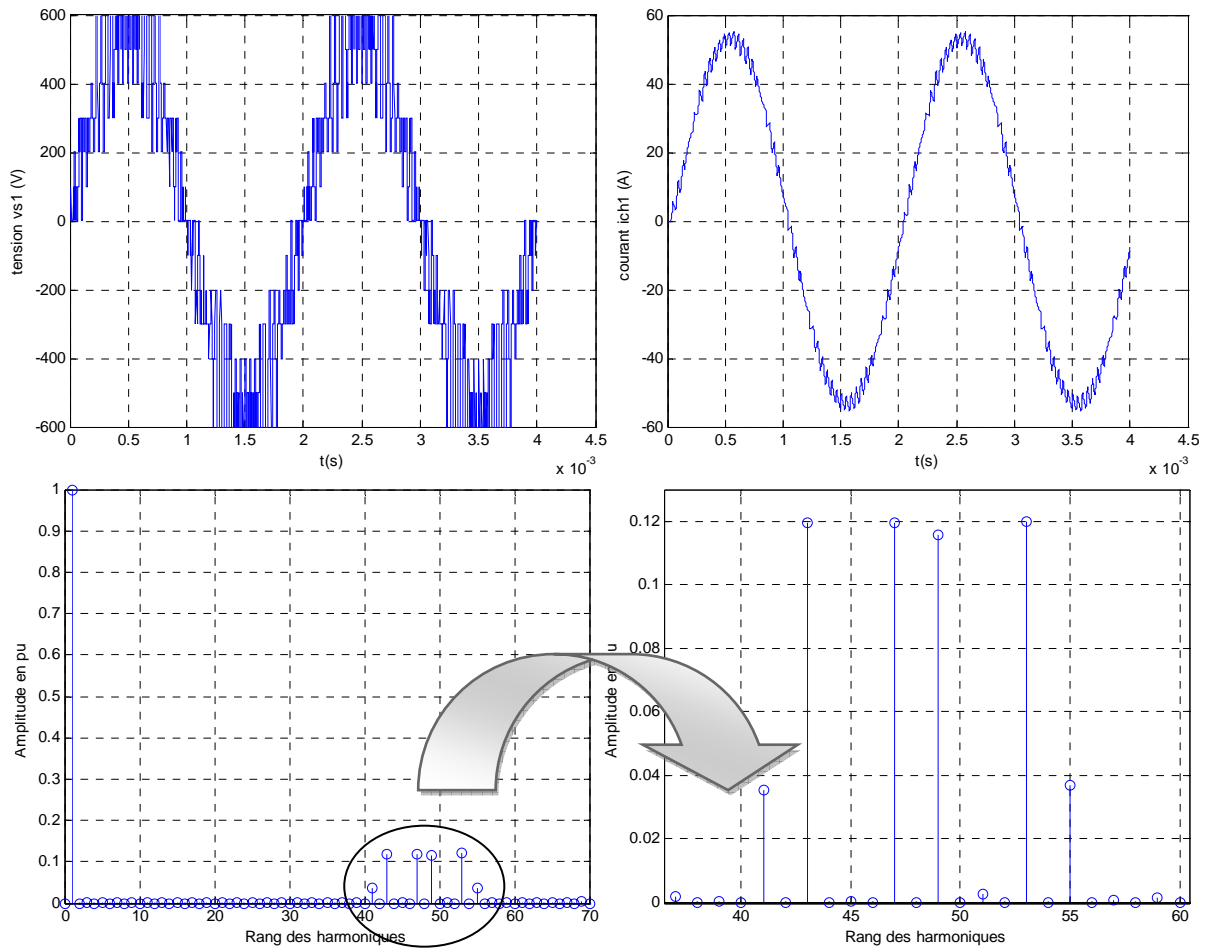 600
400
200
0
-200
-400
-600
tension vs1 (V)
0 0.5 1 1.5 2 2.5 3 3.5 4 4.5
x 10-3
t(s)
60
40
20
0
-20
-40
-60
courant ich1 (A)
0 0.5 1 1.5 2 2.5 3 3.5 4 4.5
x 10-3
t(s)
1
0.9
0.8
0.7
0.6
0.5
0.4
0.3
0.2
0.1
0
Amplitude en pu
0 10 20 30 40 50 60 70
Rang des harmoniques
0.12
0.1
0.08
0.06
0.04
0.02
0
Amplitude en u
40 45 50 55 60
Rang des harmoniques